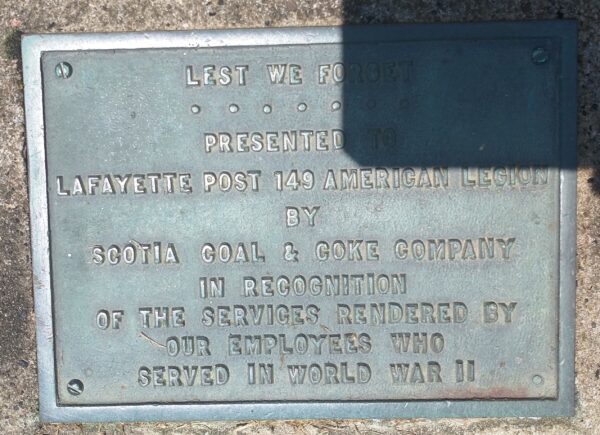 LEST WE FORGET
PRESENTED TO
LAFAYETTE POST 149 AMERICAN LEGION
BY
SCOTIA COAL & COKE COMPANY
IN RECOGNITION
OF THE SERVICES RENDERED BY
OUR EMPLOYEES WHO
SERVED IN WORLD WAR II